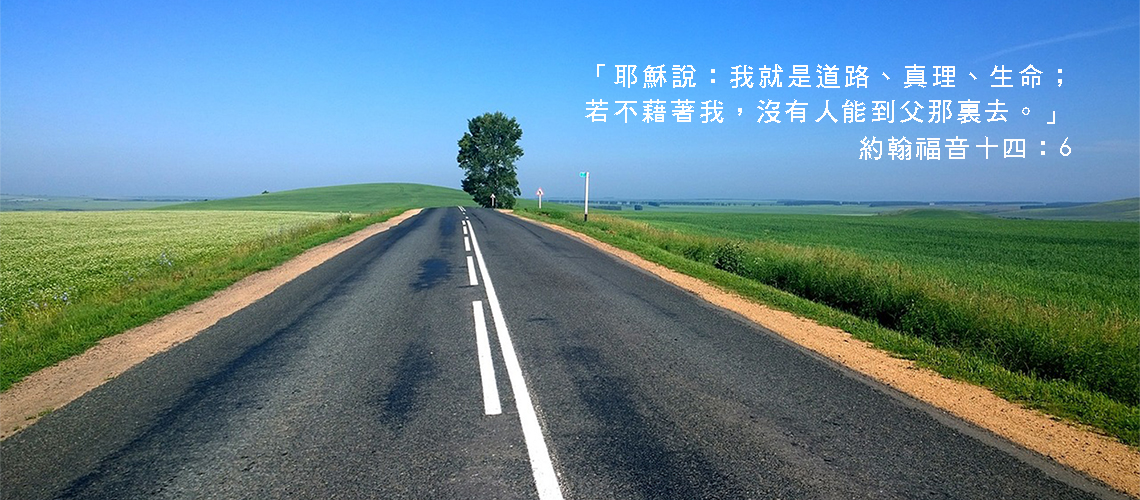 「耶穌說：我就是道路、真理、生命；
若不藉著我，沒有人能到父那裏去。」
約翰福音十四：6